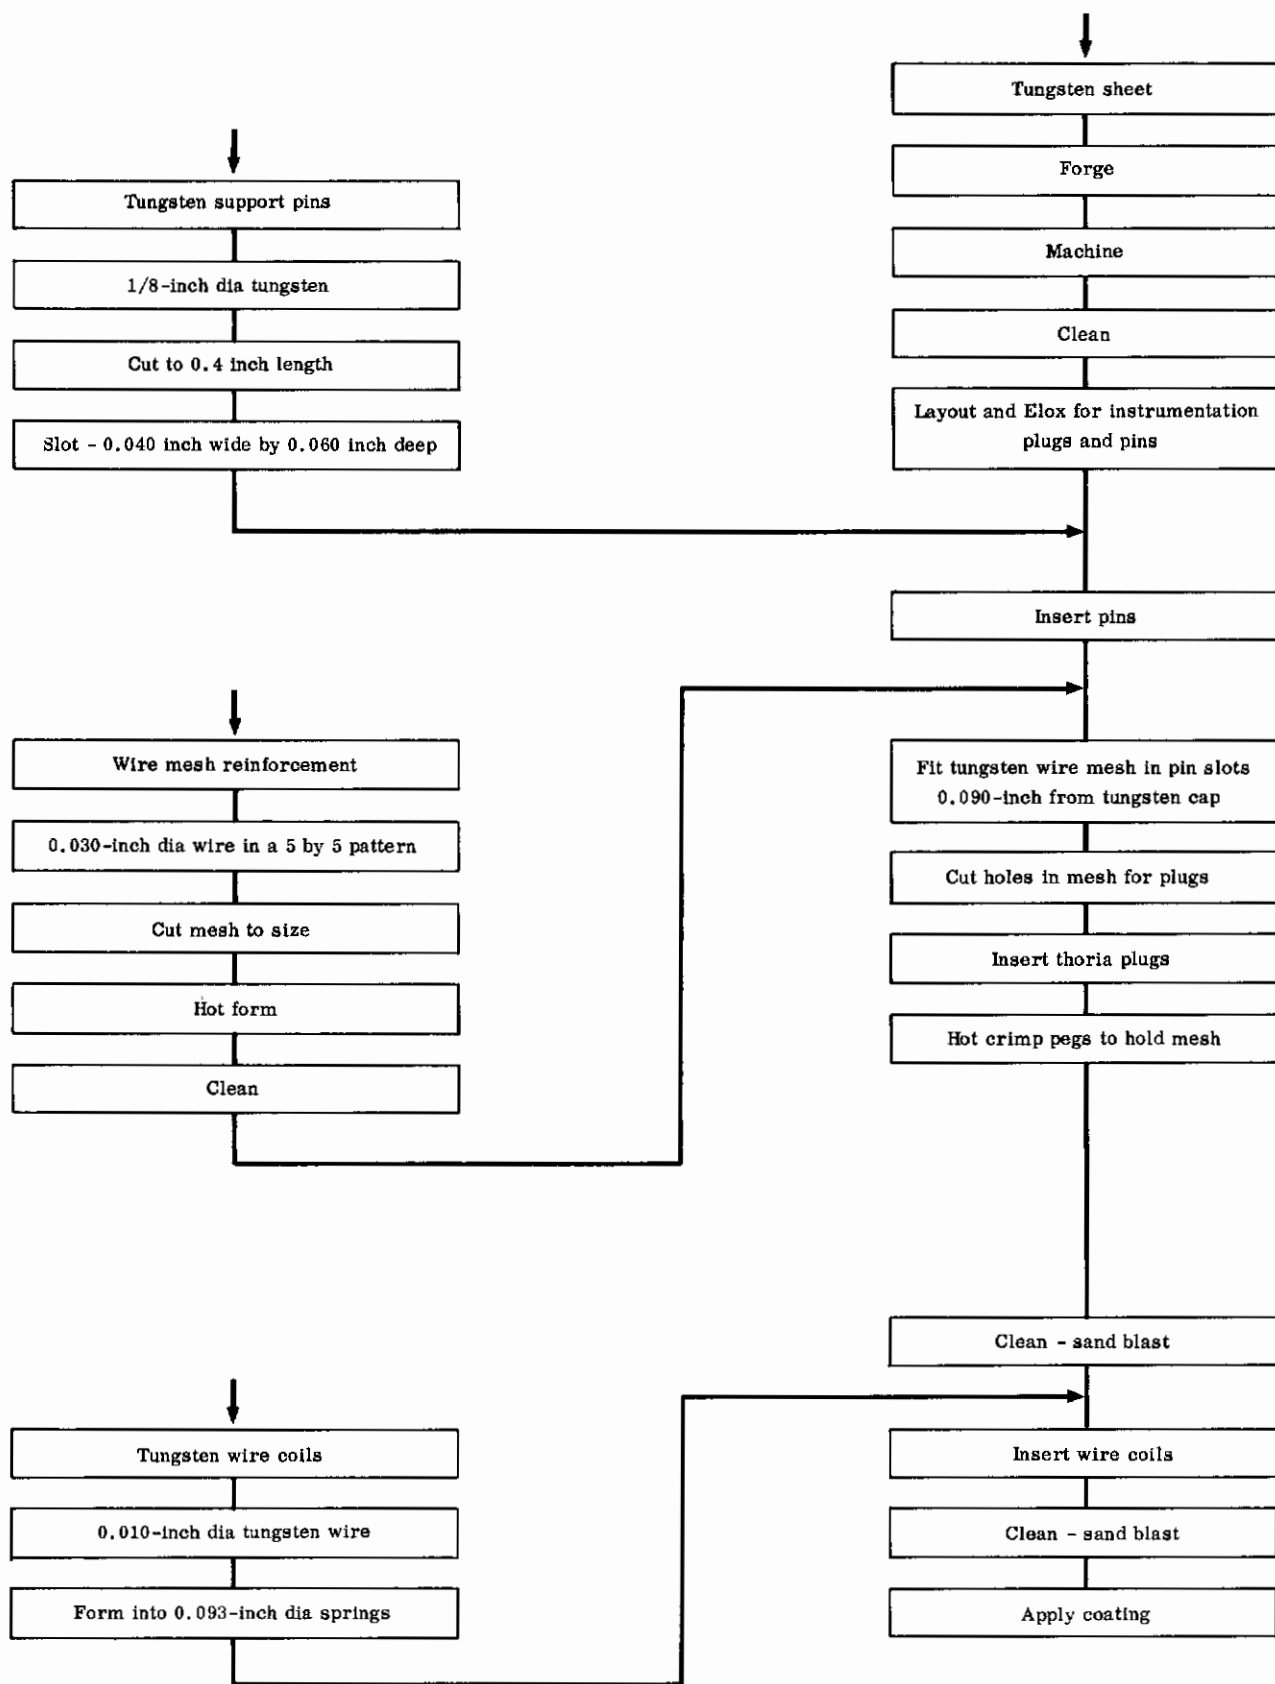 Tungsten support pins
1/8-inch dia tungsten
Cut to 0.4 inch length
Slot - 0.040 inch wide by 0.060 inch deep
Wire mesh reinforcement
0.030-inch dia wire in a 5 by 5 pattern
Cut mesh to size
Hot form
Clean
Tungsten wire coils
0.010-inch dia tungsten wire
Form into 0.093-inch dia springs
Tungsten sheet
Forge
Machine
Clean
Layout and Elox for instrumentation
plugs and pins
Insert pins
Fit tungsten wire mesh in pin slots
0.090-inch from tungsten cap
Cut holes in mesh for plugs
Insert thoria plugs
Hot crimp pegs to hold mesh
Clean - sand blast
Insert wire coils
Clean - sand blast
Apply coating